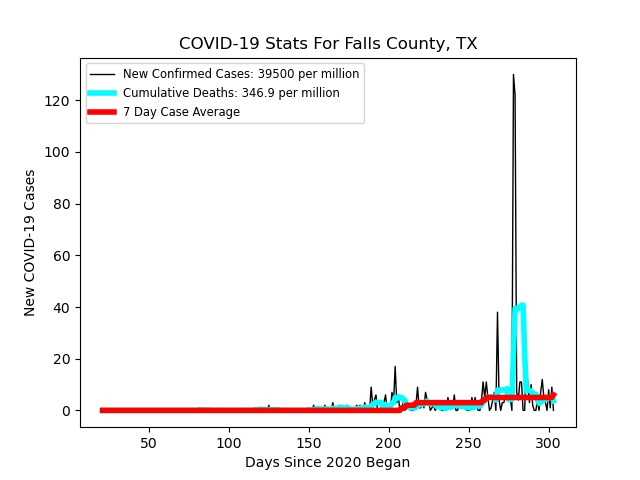 COVID-19 Stats For Falls County, TX
New Confirmed Cases: 39500 per million
Cumulative Deaths: 346.9 per million
7 Day Case Average
New COVID-19 Cases
120
100
80
60
40
20
0
50 100 150 200 250 300
Days Since 2020 Began